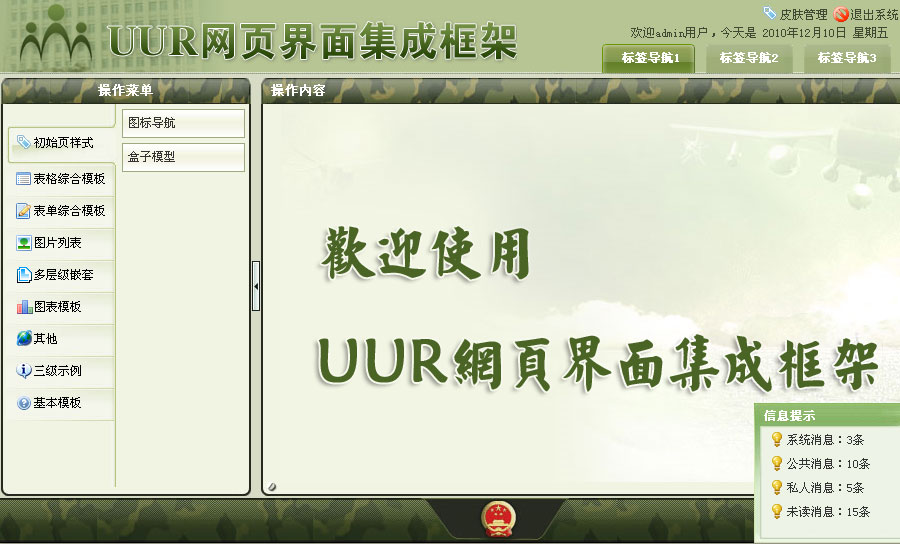 UUR网页界面集成框架
皮肤管理 退出系统
欢迎admin用户，今天是 2010年12月10日 星期五
标签导航1 标签导航2 标签导航3
操作菜单
操作内容
初始页样式
表格综合模板
表单综合模板
图片列表
多层级嵌套
图表模板
其他
三级示例
基本模板
图标导航
盒子模型
歡迎使用
UUR網頁界面集成框架
信息提示
系统消息：3条
公共消息：10条
私人消息：5条
未读消息：15条